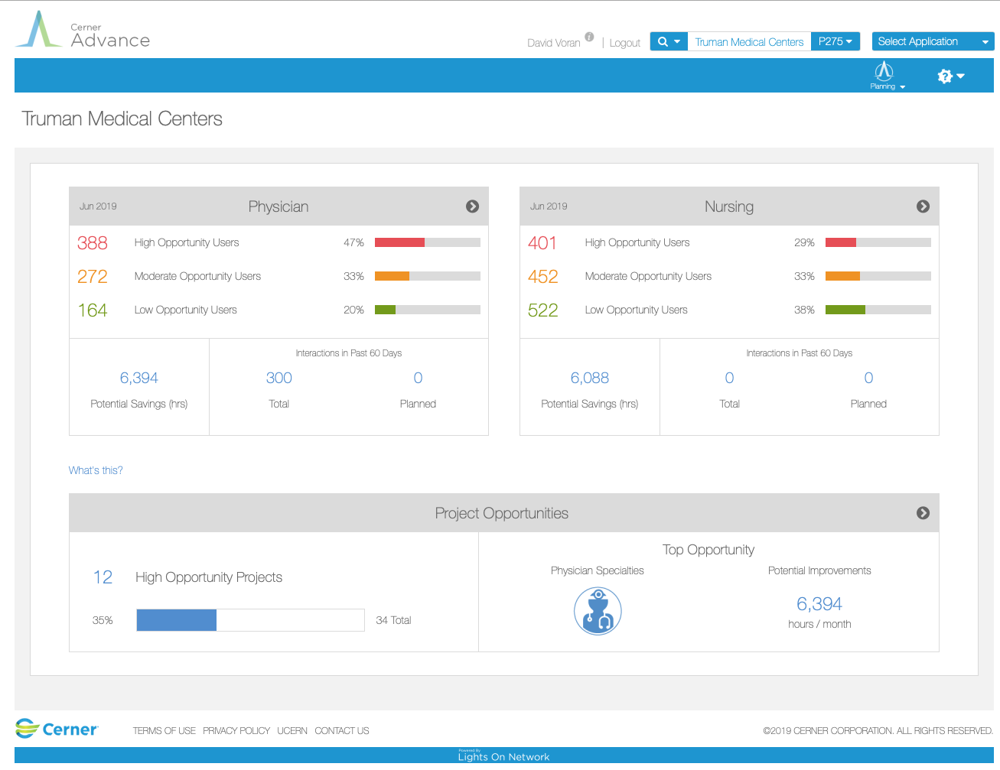 Cerner
Advance
David Voran i | Logout Truman Medical Centers P275 Select Application
Planning ?
Truman Medical Centers
Jun 2019 Physician
388 High Opportunity Users 47%
272 Moderate Opportunity Users 33%
164 Low Opportunity Users 20%
Interactions in Past 60 Days
6,394 300 0
Potential Savings (hrs) Total Planned
Jun 2019 Nursing
401 High Opportunity Users 29%
452 Moderate Opportunity Users 33%
522 Low Opportunity Users 38%
Interactions in Past 60 Days
6,088 0 0
Potential Savings (hrs) Total Planned
What's this?
Project Opportunities
12 High Opportunity Projects
35% 34 Total
Top Opportunity
Physician Specialties Potential Improvements
6,394
hours / month
Cerner TERMS OF USE PRIVACY POLICY UCERN CONTACT US ©2019 CERNER CORPORATION. ALL RIGHTS RESERVED.
Powered By
Lights On Network